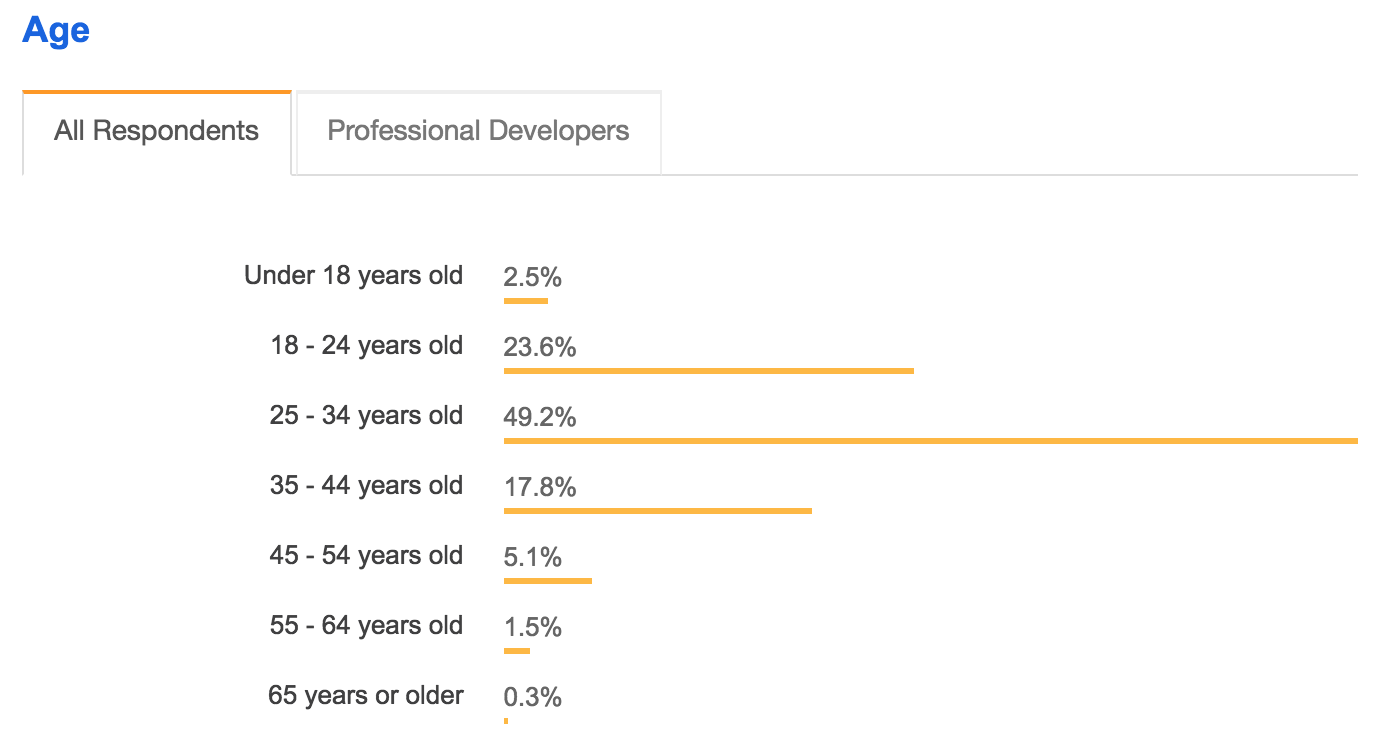 Age
All Respondents Professional Developers
Under 18 years old 2.5%
18 - 24 years old 23.6%
25 - 34 years old 49.2%
35 - 44 years old 17.8%
45 - 54 years old 5.1%
55 - 64 years old 1.5%
65 years or older 0.3%